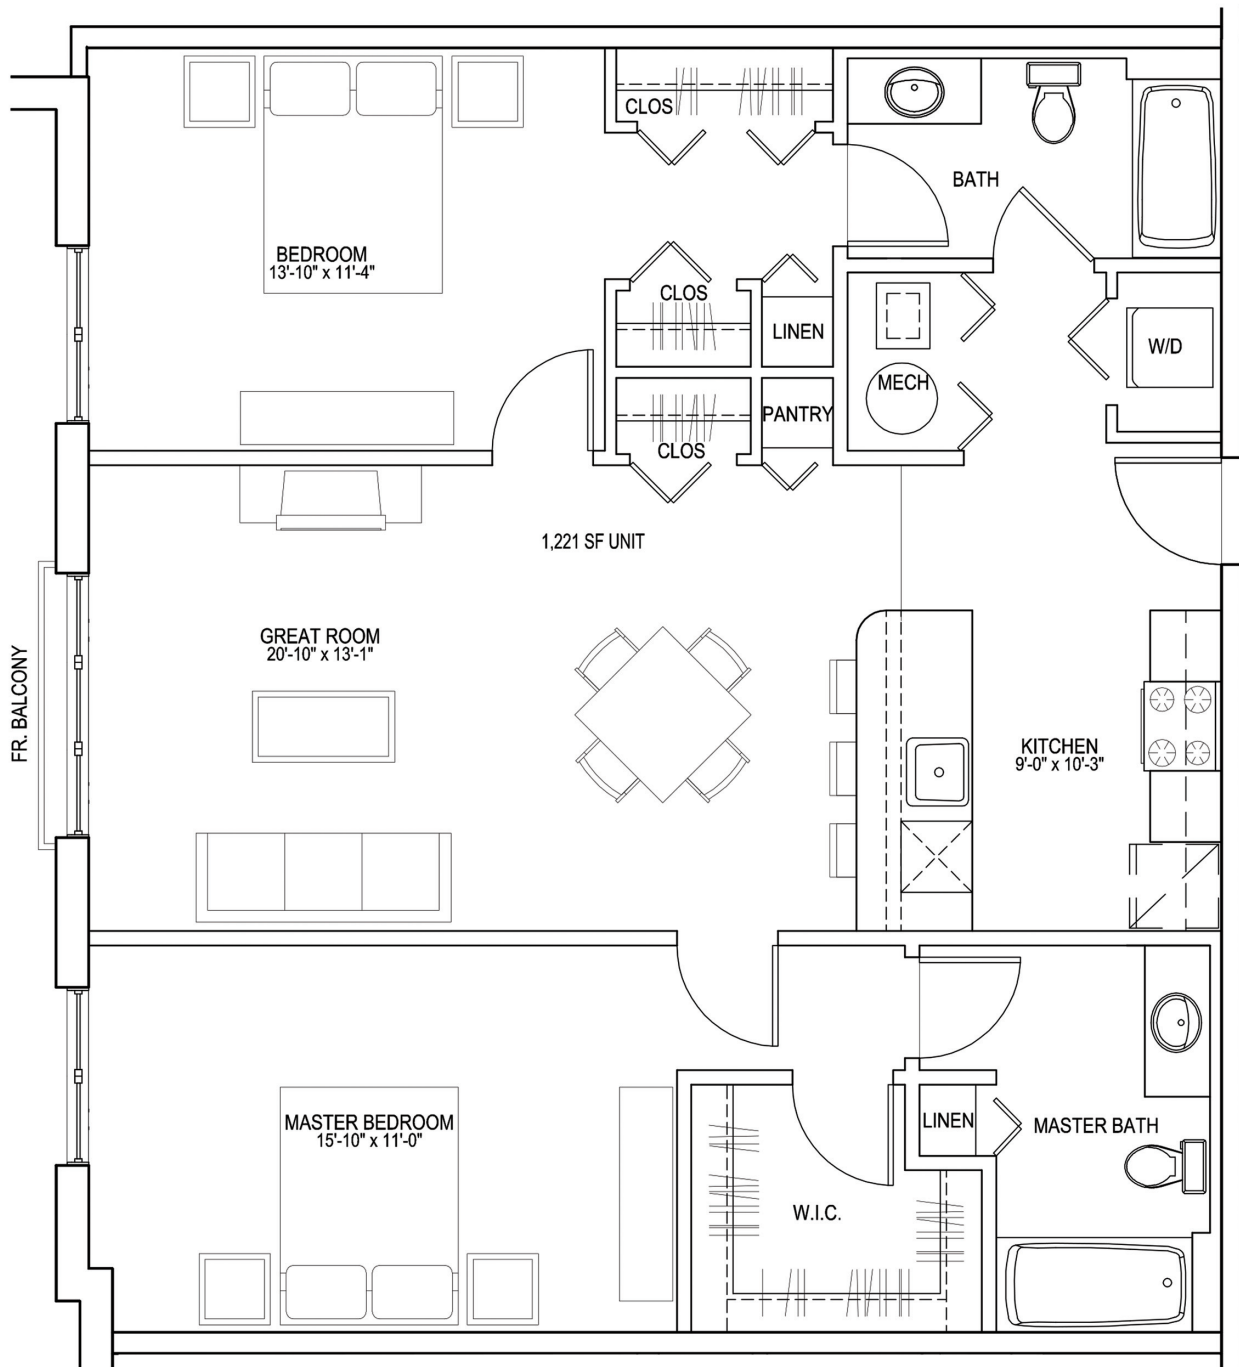 CLOS
BATH
BEDROOM
13'-10" x 11'-4"
CLOS
LINEN
W/D
MECH
PANTRY
CLOS
1,221 SF UNIT
GREAT ROOM
20'-10" x 13'-1"
FR. BALCONY
KITCHEN
9'-0" x 10'-3"
MASTER BEDROOM
15'-10" x 11'-0"
LINEN
MASTER BATH
W.I.C.